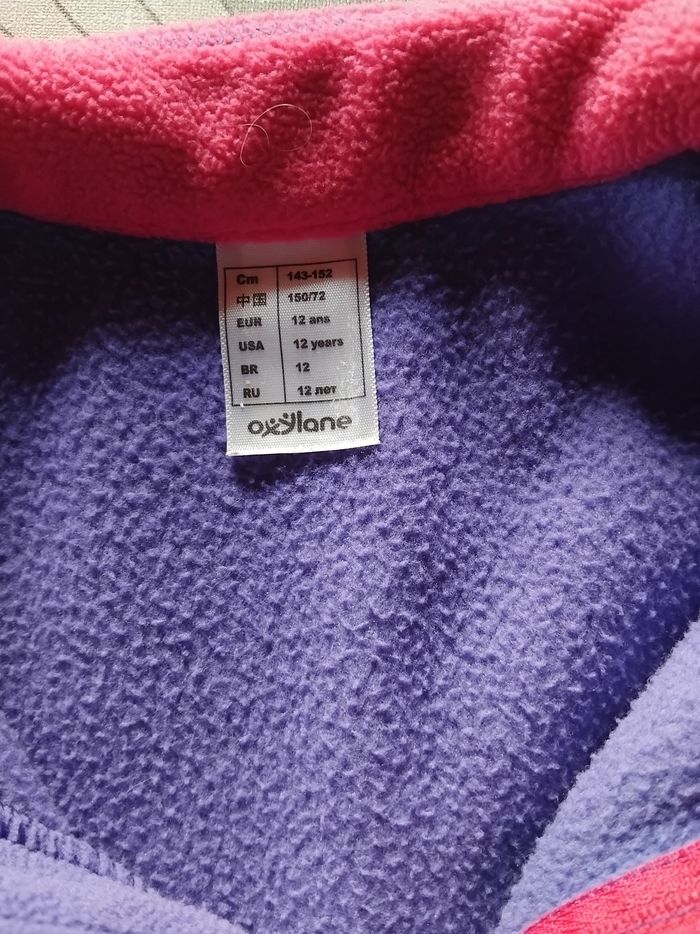 Cm 143-152
中国 150/72
EUR 12 ans
USA 12 years
BR 12
RU 12 лет
oxylane